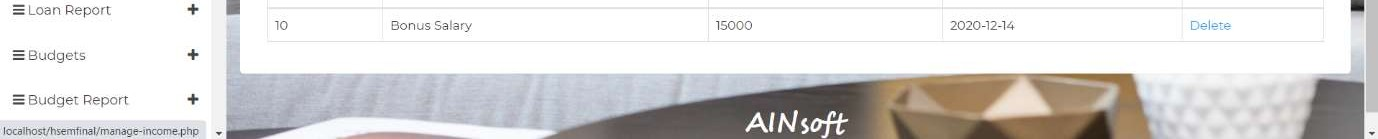 Loan Report +
10 Bonus Salary 15000 2020-12-14 Delete
Budgets +
Budget Report +
AINsoft
localhost/hsemfinal/manage-income.php